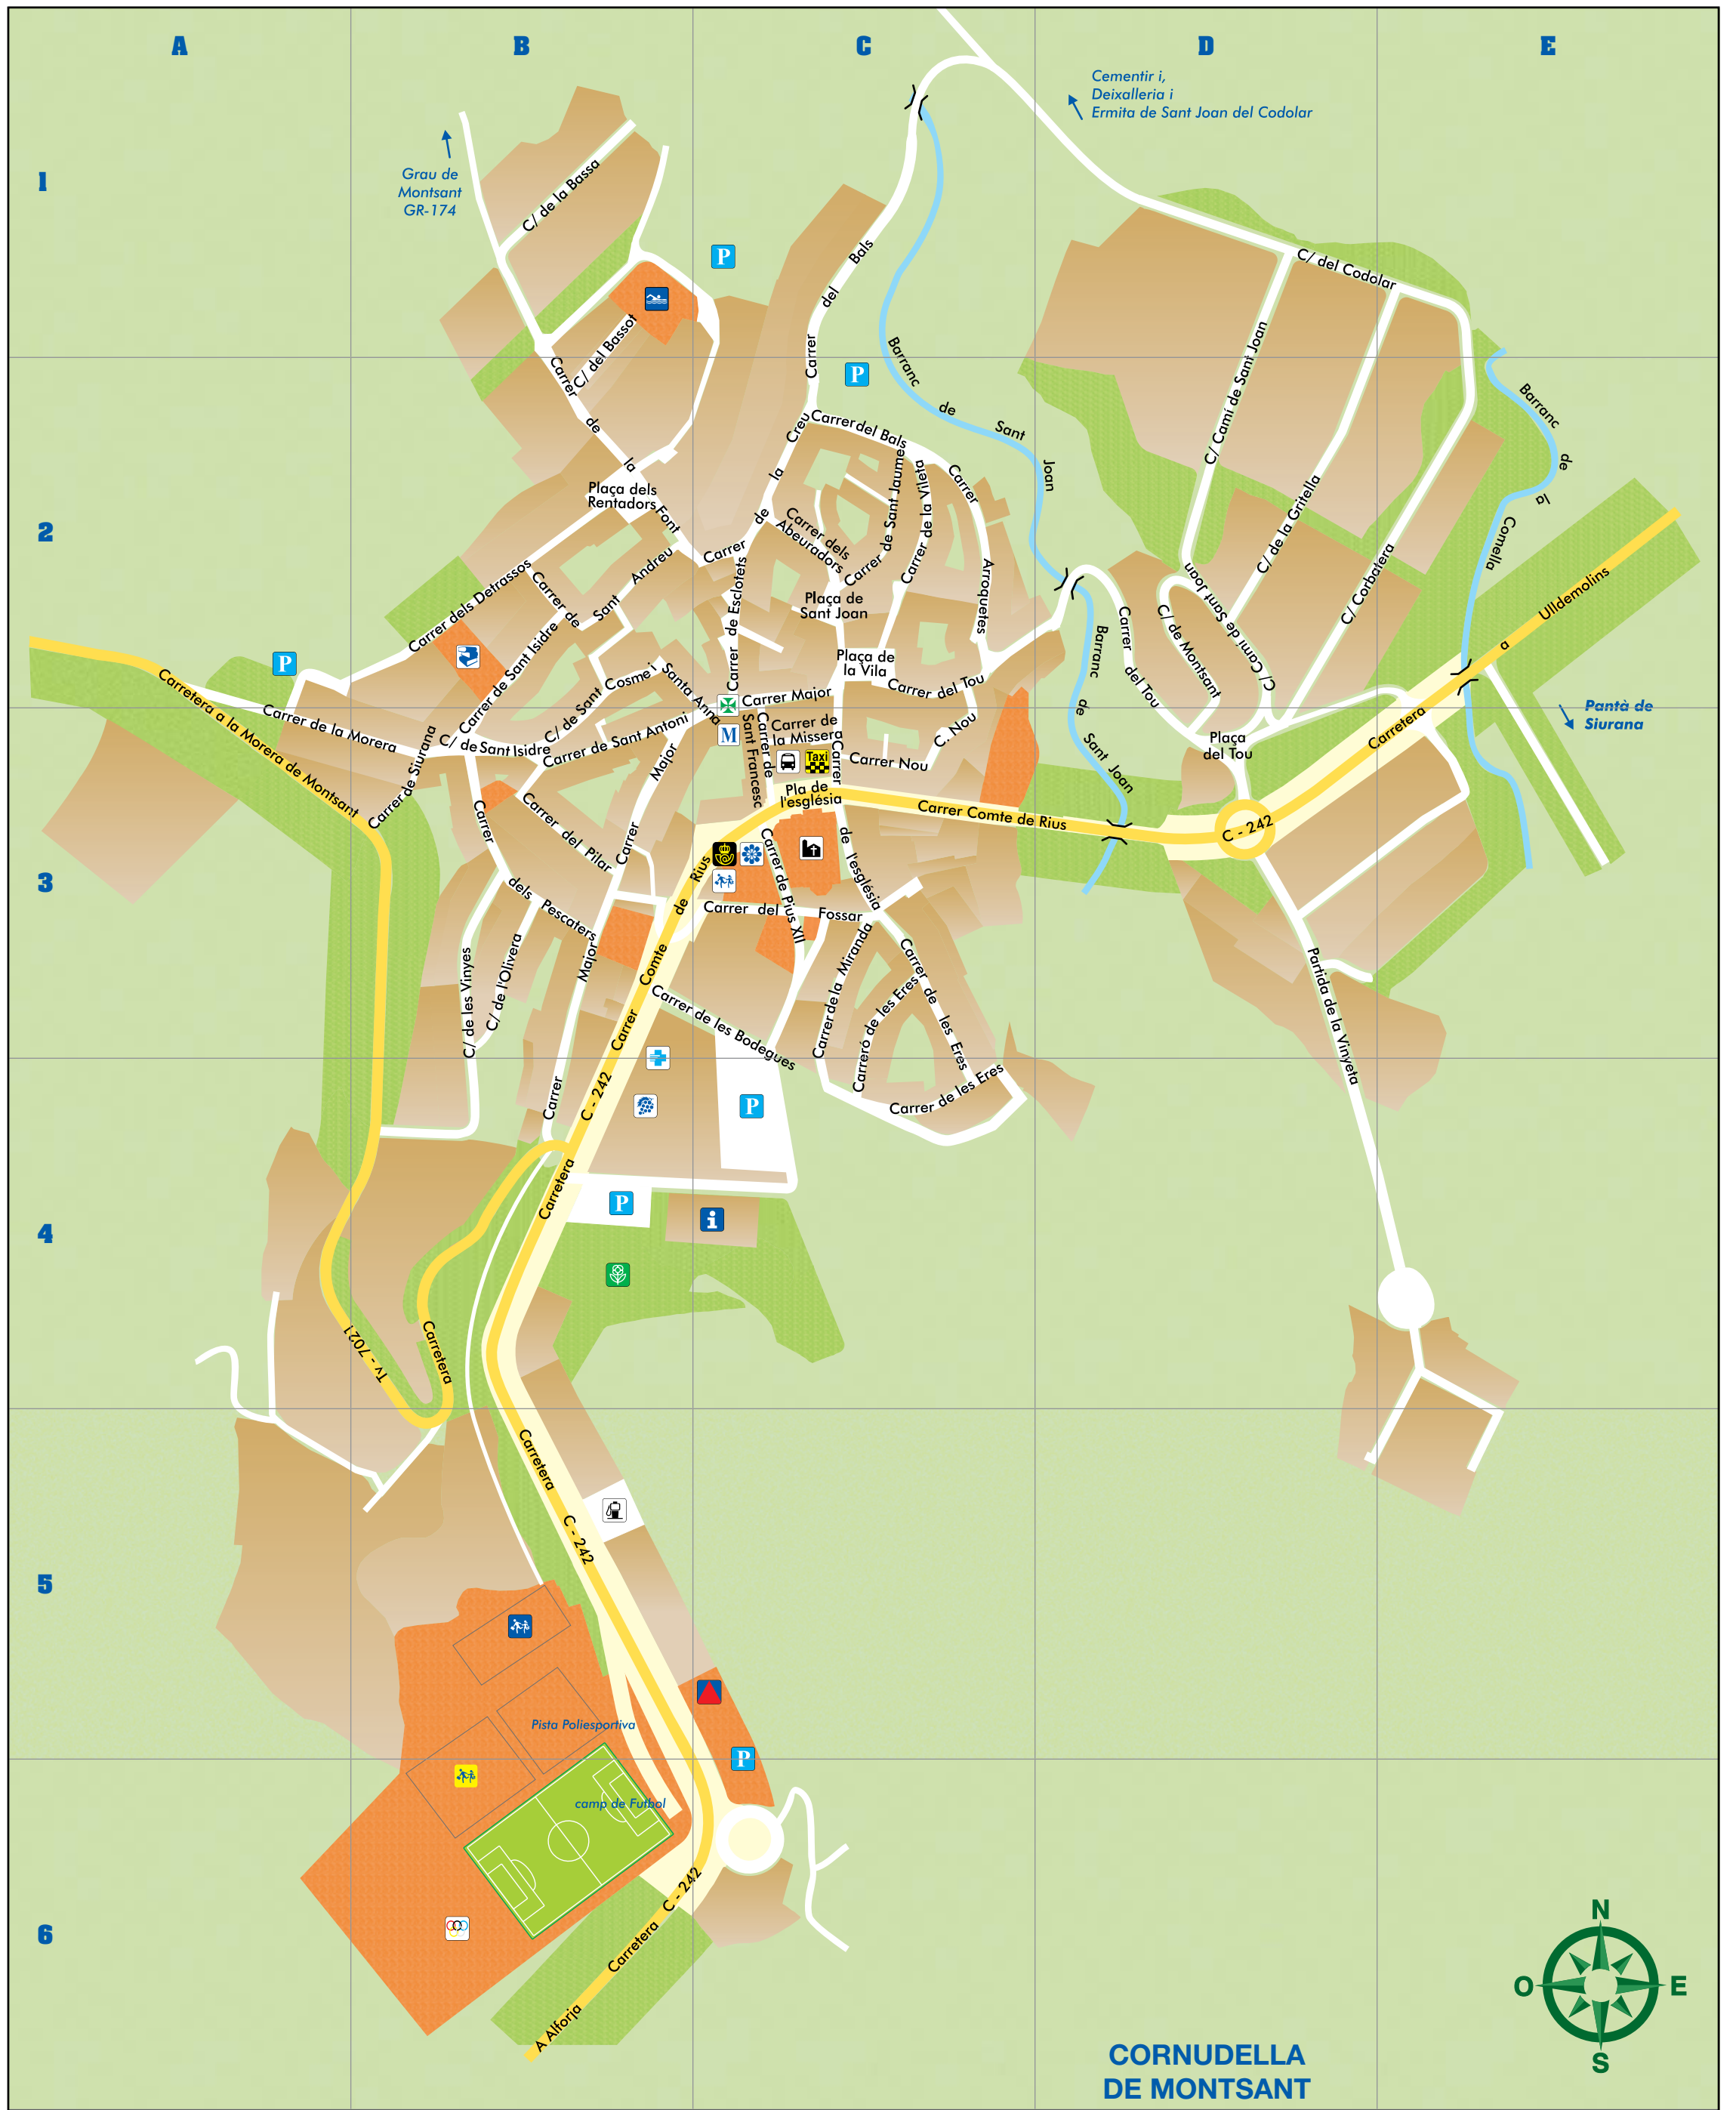 A
B
C
D
E
1
2
3
4
5
6
Cementir i,
Deixalleria i
Ermita de Sant Joan del Codolar
Grau de
Montsant
GR-174
C/ de la Bassa
P
C/ del Bassot
Carrer de la Font
Carrer del Bals
C/ del Codolar
P
Barranc de Sant Joan
Barranc de la Comella
C/ Camí de Sant Joan
C/ de la Gritella
C/ Corbatera
Carrer del Bals
Carrer de la Creu
Plaça dels
Rentadors
Carrer dels
Abeuradors
Carrer de Sant Jaume
Carrer de la Vileta
Carrer Arroquetes
Carrer dels Detrassos
Carrer de Sant Andreu
Carrer de Esclotets
Plaça de
Sant Joan
Plaça de
la Vila
Carrer de Sant Isidre
C/ de Sant Cosme i
Santa Anna
Carrer Major
Carrer del Tou
Carrer del Tou
C/ de Montsant
C/ Camí de Sant Joan
Barranc de Sant Joan
Carretera a Ulldemolins
Pantà de
Siurana
P
Carretera a la Morera de Montsant
Carrer de la Morera
Carrer de Siurana
C/ de Sant Isidre
Carrer de Sant Antoni
M
Carrer de
Sant Francesc
Carrer de
la Missera
Taxi
Carrer Nou
C. Nou
Plaça
del Tou
Pla de
l'església
Carrer de l'església
Carrer Comte de Rius
C - 242
Carrer dels Pescaters
Carrer del Pilar
Carrer Major
Carrer Comte de Rius
Carrer de Pius XII
Carrer del Fossar
C/ de les Vinyes
C/ de l'Olivera
Carrer Major
Carrer de les Bodegues
Carrer de la Miranda
Carreró de les Eres
Carrer de les Eres
Carrer de les Eres
Partida de la Vinyeta
P
P
i
Carretera C - 242
Carretera
Tv - 7021
Carretera C - 242
Pista Poliesportiva
P
camp de Futbol
Carretera C - 242
A Alforja
N
O
E
S
CORNUDELLA
DE MONTSANT